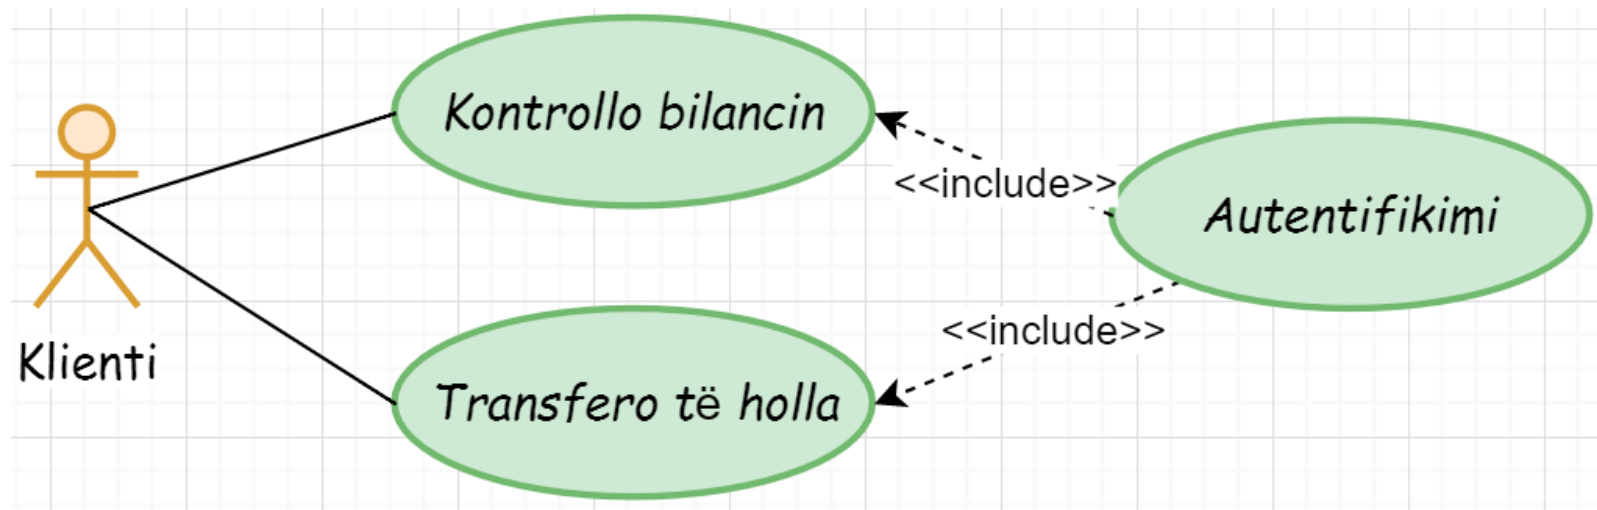 Kontrollo bilancin
<<include>>
Autentifikimi
<<include>>
Klienti
Transfero të holla